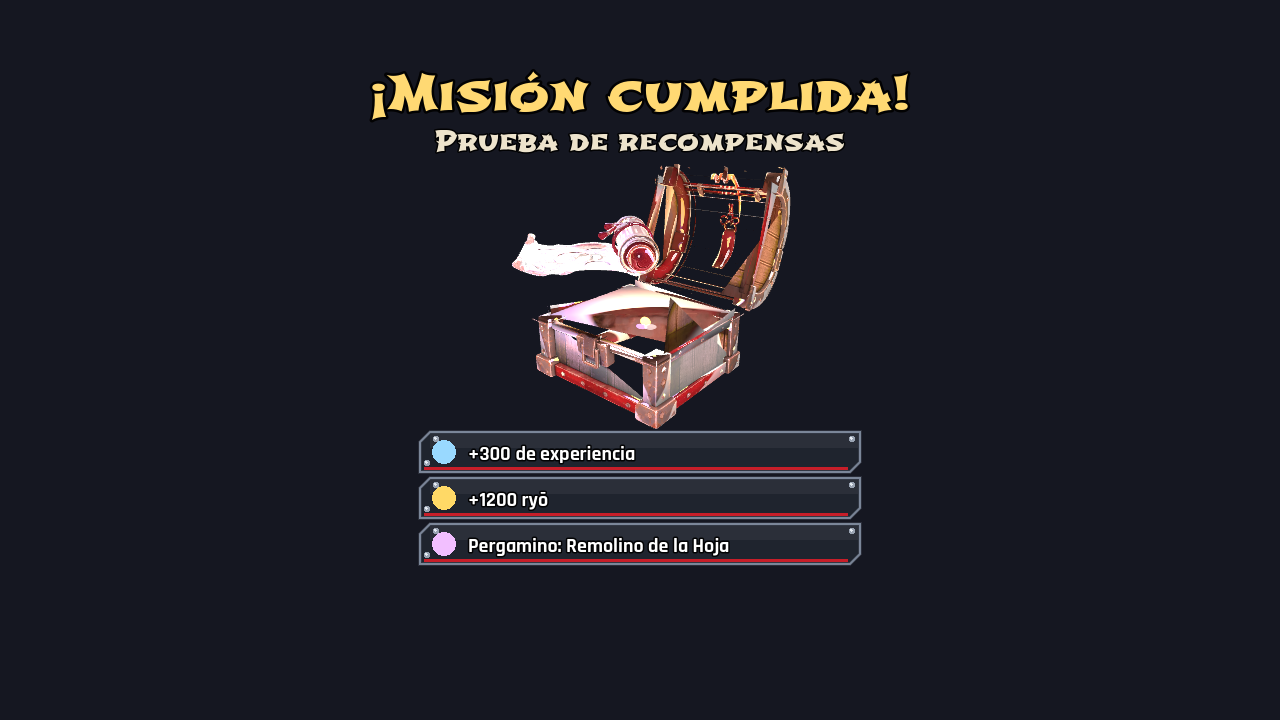 ¡Misión cumplida!
Prueba de recompensas
+300 de experiencia
+1200 ryō
Pergamino: Remolino de la Hoja